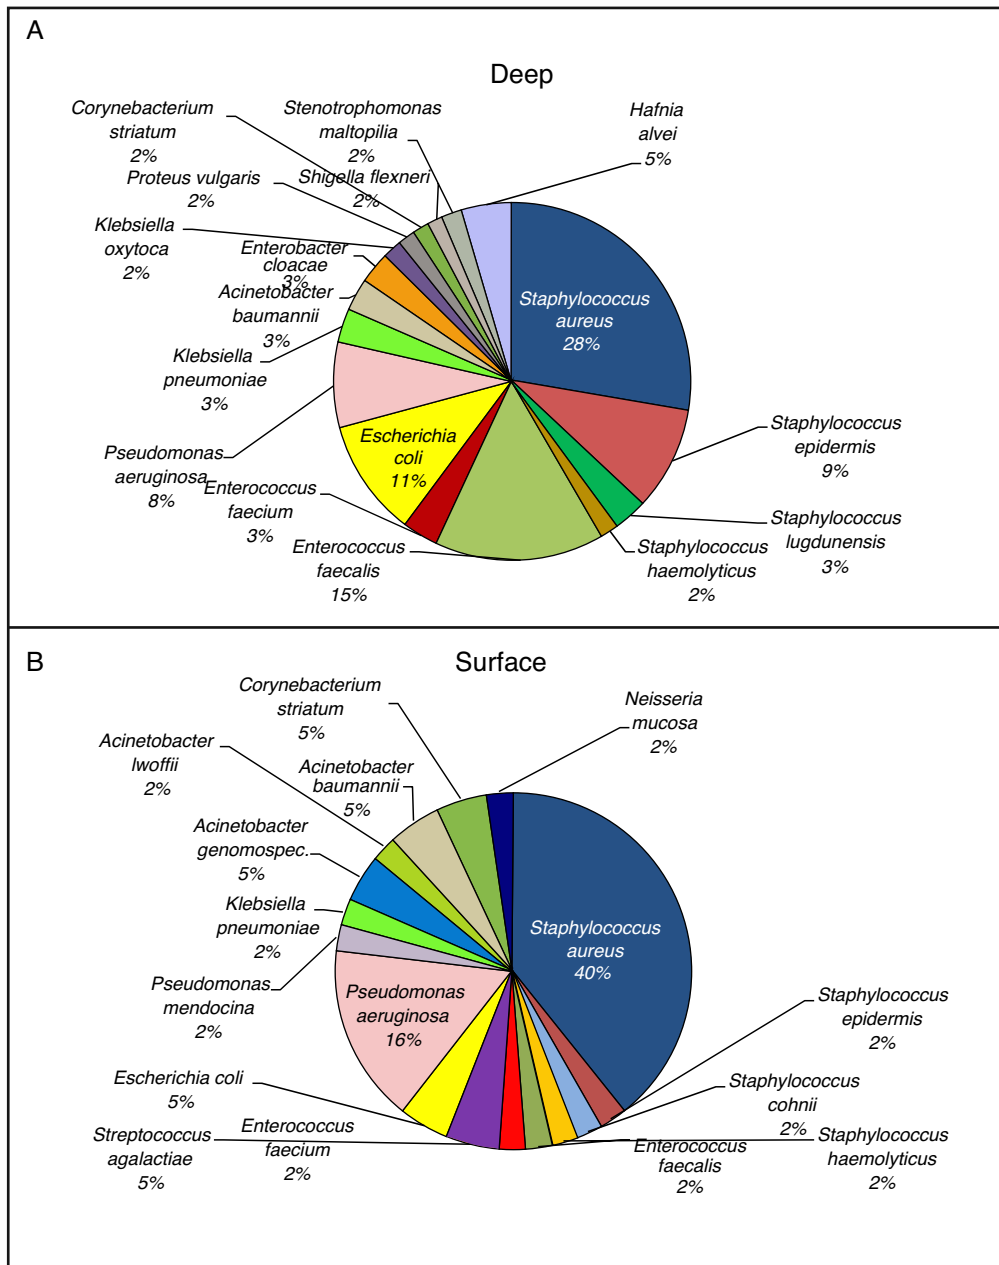 A
Deep
Corynebacterium
striatum
2%
Stenotrophomonas
maltopilia
2%
Hafnia
alvei
5%
Proteus vulgaris
2%
Shigella flexneri
2%
Klebsiella
oxytoca
2%
Enterobacter
cloacae
3%
Acinetobacter
baumannii
3%
Klebsiella
pneumoniae
3%
Pseudomonas
aeruginosa
8%
Enterococcus
faecium
3%
Enterococcus
faecalis
15%
Escherichia
coli
11%
Staphylococcus
aureus
28%
Staphylococcus
epidermis
9%
Staphylococcus
lugdunensis
3%
Staphylococcus
haemolyticus
2%
B
Surface
Corynebacterium
striatum
5%
Neisseria
mucosa
2%
Acinetobacter
lwoffii
2%
Acinetobacter
baumannii
5%
Acinetobacter
genomospec.
5%
Klebsiella
pneumoniae
2%
Pseudomonas
mendocina
2%
Pseudomonas
aeruginosa
16%
Staphylococcus
aureus
40%
Escherichia coli
5%
Streptococcus
agalactiae
5%
Enterococcus
faecium
2%
Enterococcus
faecalis
2%
Staphylococcus
epidermis
2%
Staphylococcus
cohnii
2%
Staphylococcus
haemolyticus
2%